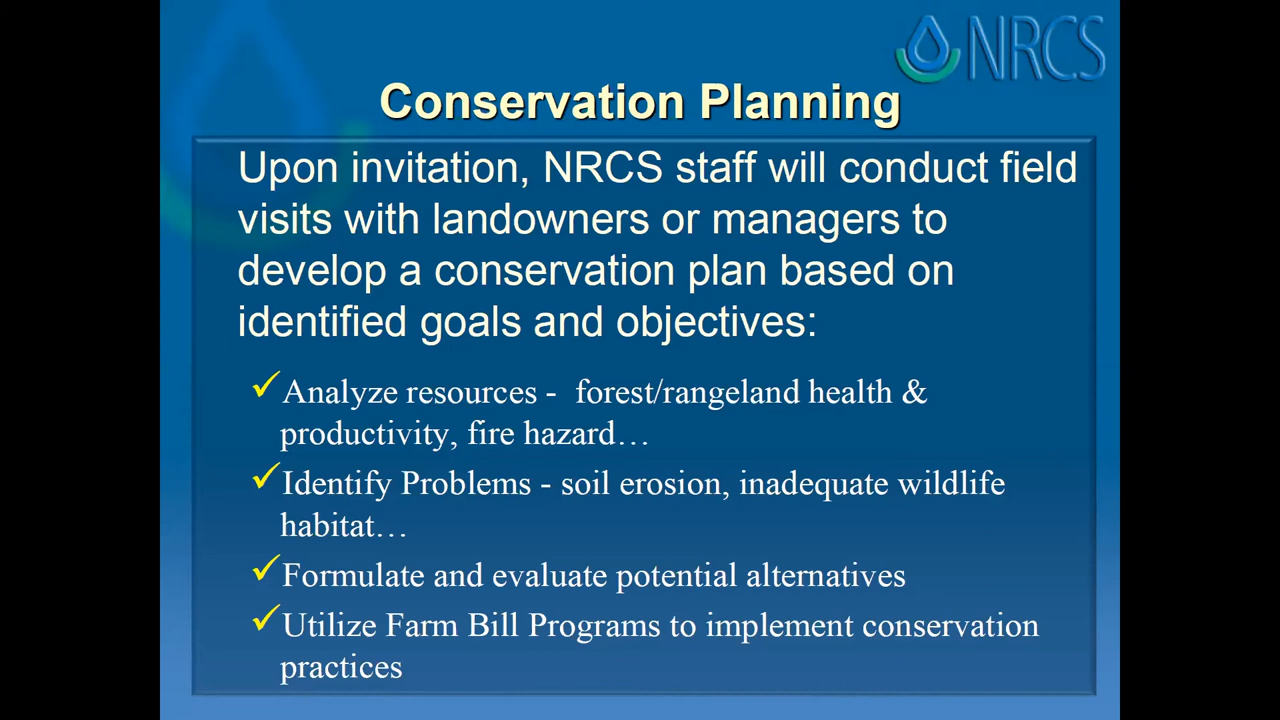 NRCS
Conservation Planning
Upon invitation, NRCS staff will conduct field
visits with landowners or managers to
develop a conservation plan based on
identified goals and objectives:
✓Analyze resources -  forest/rangeland health &
productivity, fire hazard…
✓Identify Problems - soil erosion, inadequate wildlife
habitat…
✓Formulate and evaluate potential alternatives
✓Utilize Farm Bill Programs to implement conservation
practices